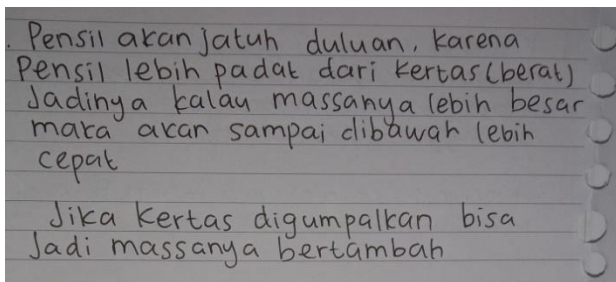 . Pensil akan jatuh duluan, karena
Pensil lebih padat dari kertas (berat)
Jadinya kalau massanya lebih besar
maka akan sampai dibawah lebih
cepat
Jika kertas digumpalkan bisa
Jadi massanya bertambah